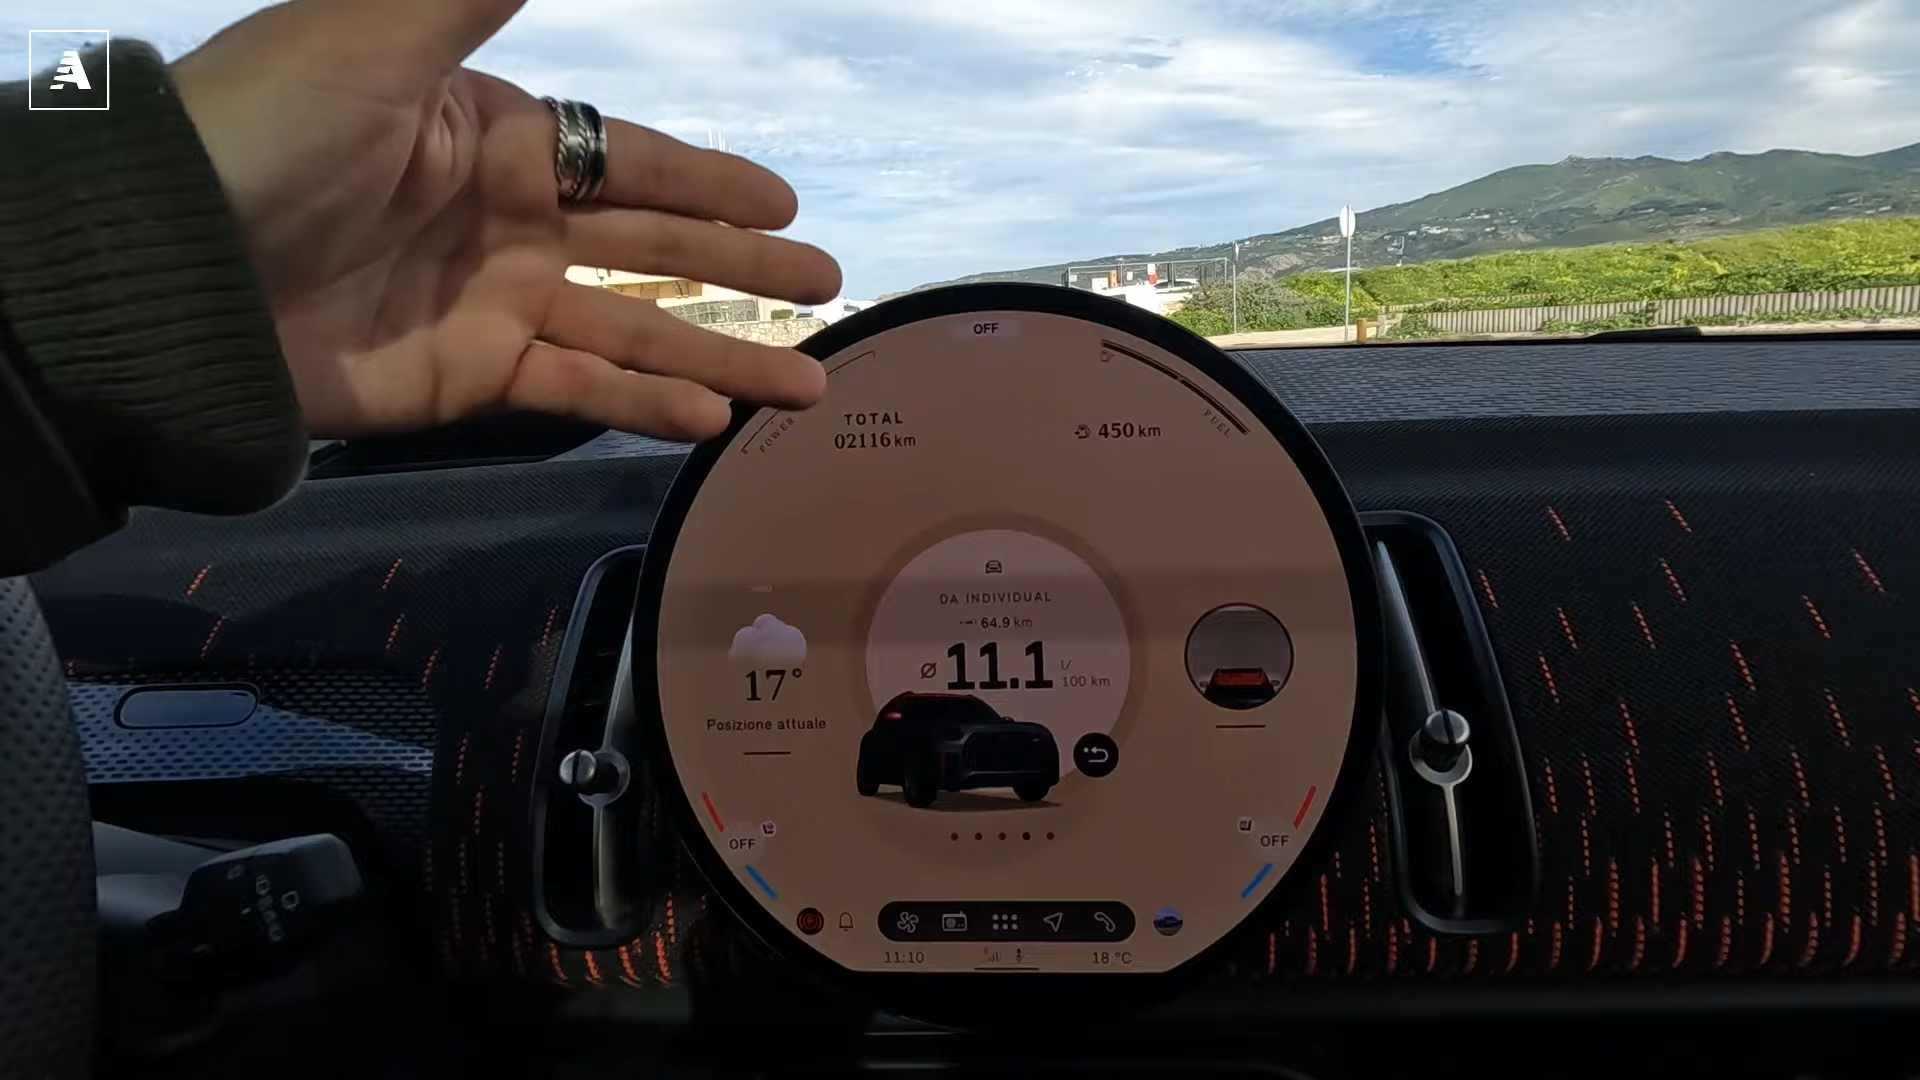 A
OFF
POWER
TOTAL
02116 km
450 km
FUEL
DA INDIVIDUAL
64.9 km
Ø 11.1 l/
100 km
17°
Posizione attuale
OFF
OFF
11:10
18 °C